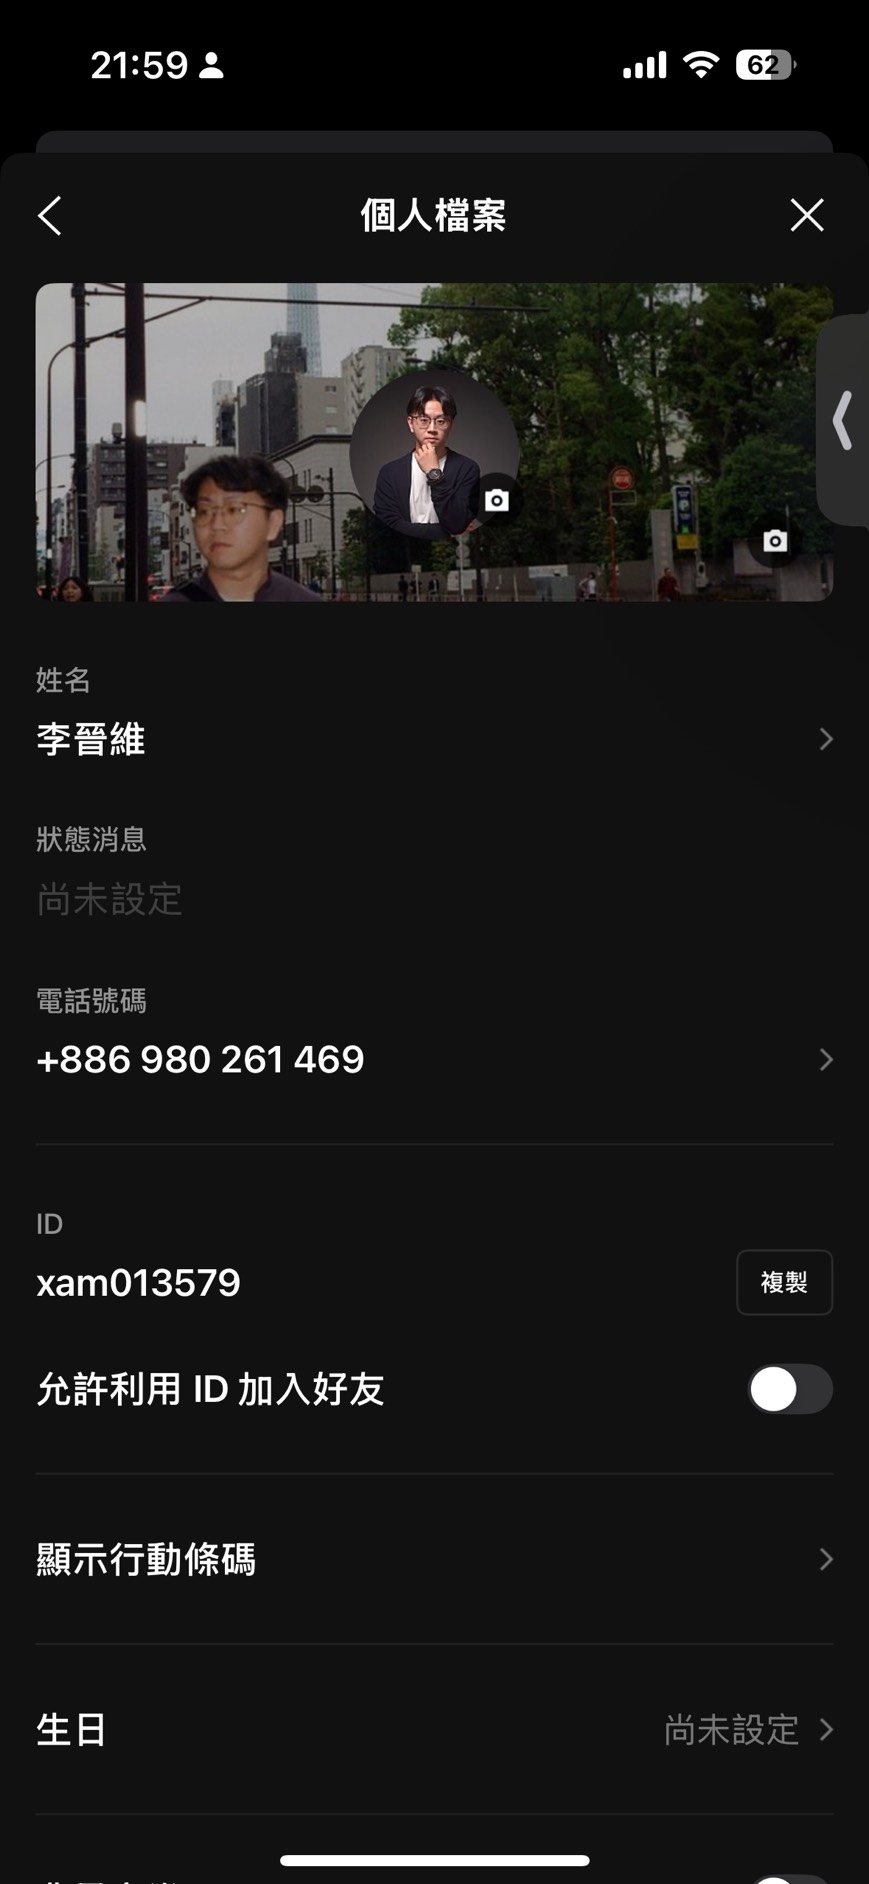 21:59
62
個人檔案
姓名
李晉維
狀態消息
尚未設定
電話號碼
+886 980 261 469
ID
xam013579
複製
允許利用 ID 加入好友
顯示行動條碼
生日
尚未設定